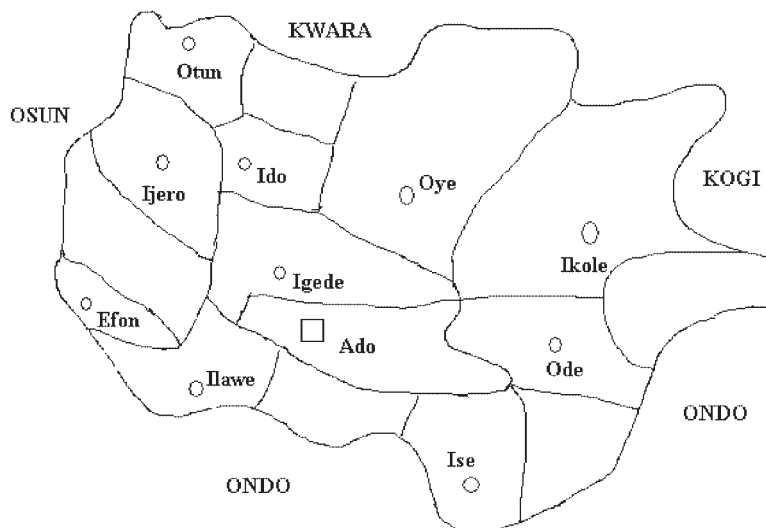 KWARA
Otun
OSUN
Ido
Ijero
Oye
KOGI
Igede
Ikole
Efon
Ado
Ode
Ilawe
ONDO
Ise
ONDO